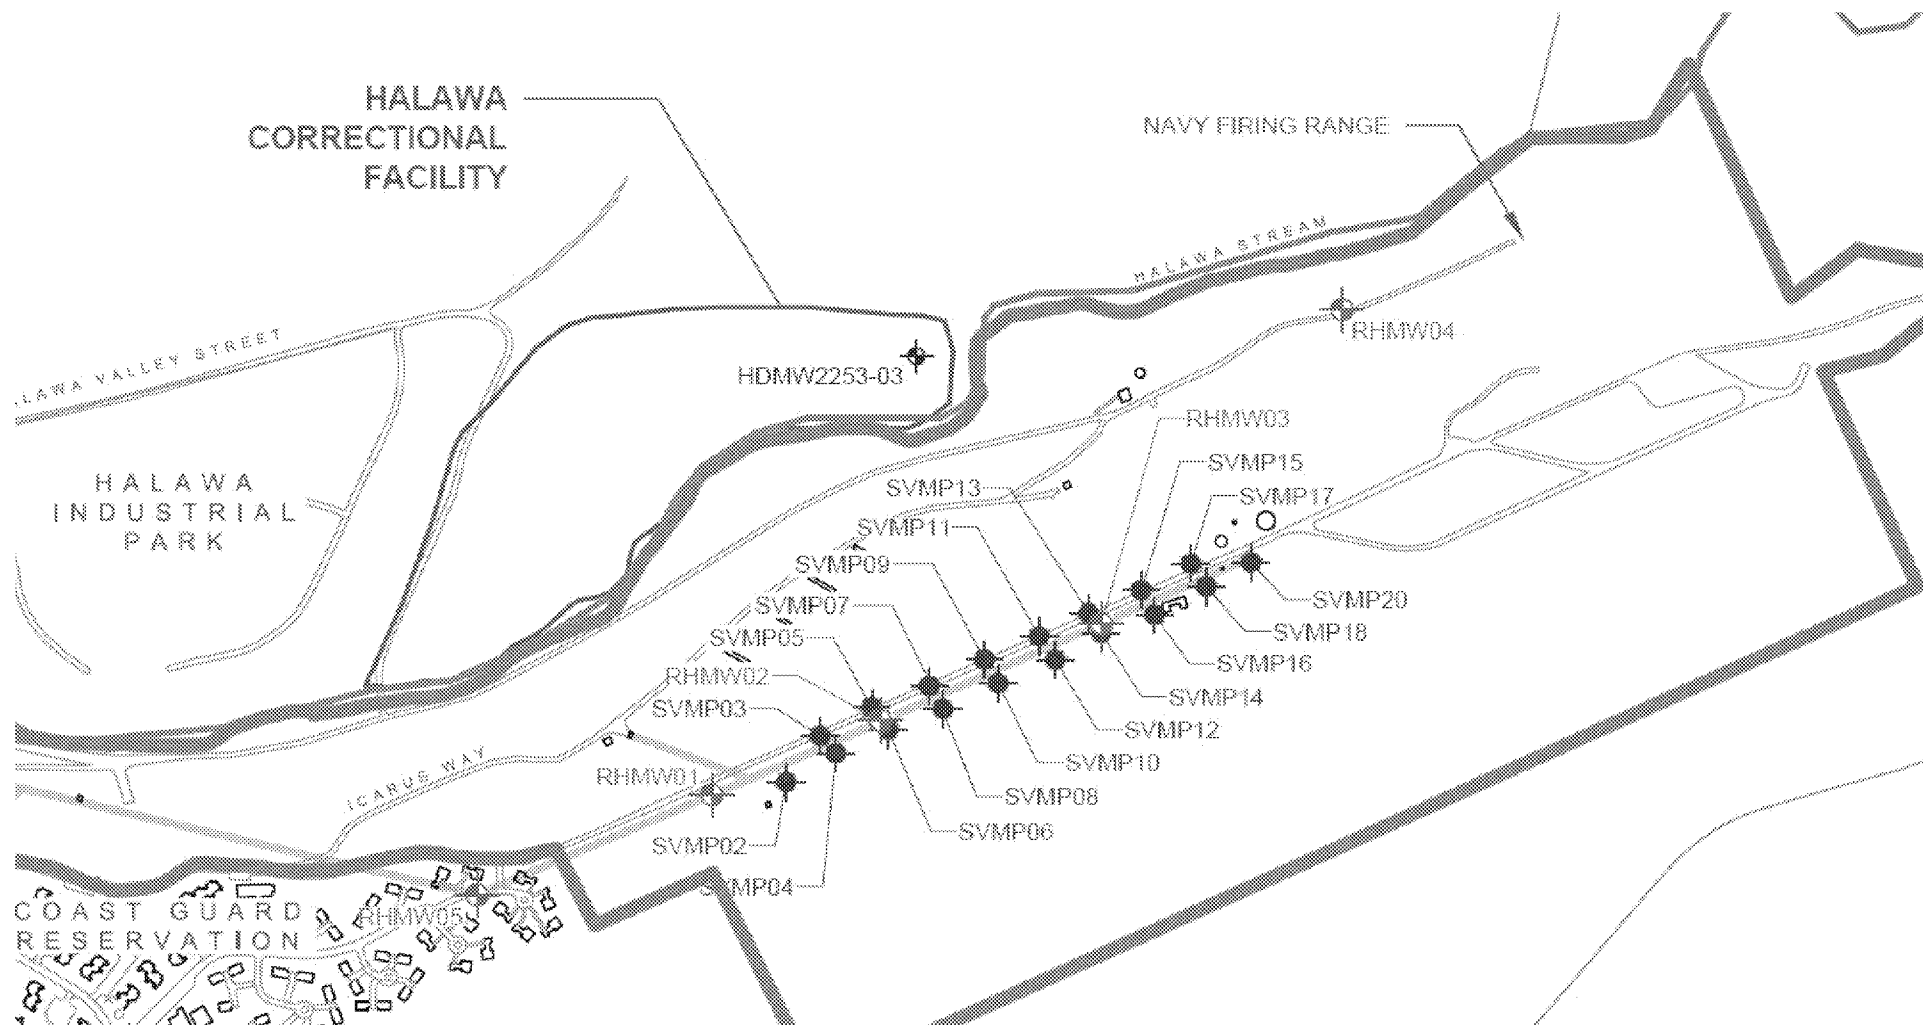 HALAWA
CORRECTIONAL
FACILITY
NAVY FIRING RANGE
HALAWA STREAM
RHMW04
HDMW2253-03
VALLEY STREET
RHMW03
SVMP15
SVMP13
SVMP17
HALAWA
INDUSTRIAL
PARK
SVMP11
SVMP09
SVMP07
SVMP20
SVMP05
SVMP18
SVMP16
RHMW02
SVMP14
SVMP03
SVMP12
SVMP10
RHMW01
ICARUS WAY
SVMP08
SVMP06
SVMP02
SVMP04
RHMW05
COAST GUARD
RESERVATION